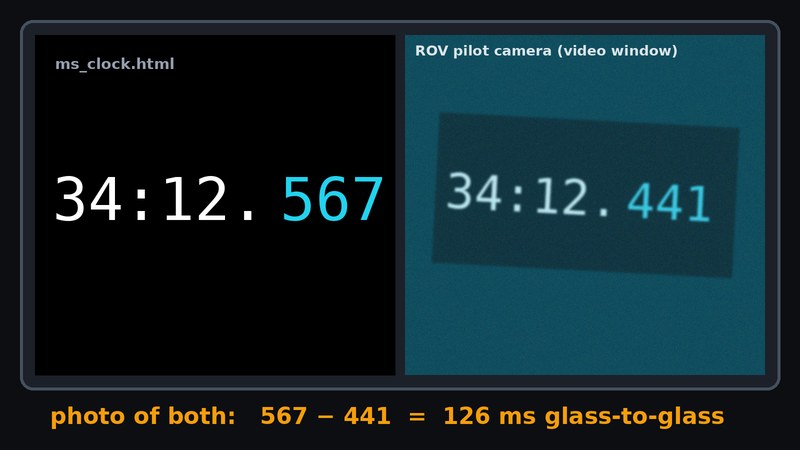 ms_clock.html
34:12. 567
ROV pilot camera (video window)
34:12. 441
photo of both: 567 − 441 = 126 ms glass-to-glass